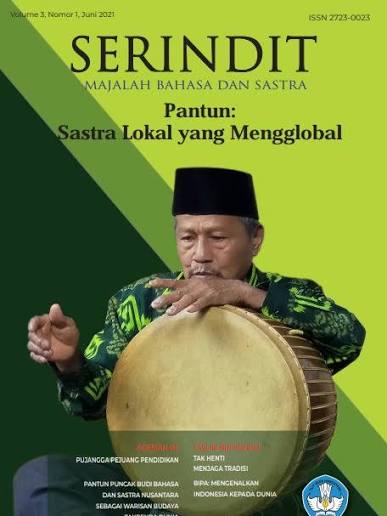 Volume 3, Nomor 1, Juni 2021
ISSN 2723-0023
SERINDIT
MAJALAH BAHASA DAN SASTRA
Pantun:
Sastra Lokal yang Mengglobal
PUJANGGA PEJUANG PENDIDIKAN
PANTUN PUNCAK BUDI BAHASA
DAN SASTRA NUSANTARA
SEBAGAI WARISAN BUDAYA
TAK HENTI
MENJAGA TRADISI
BIPA: MENGENALKAN
INDONESIA KEPADA DUNIA